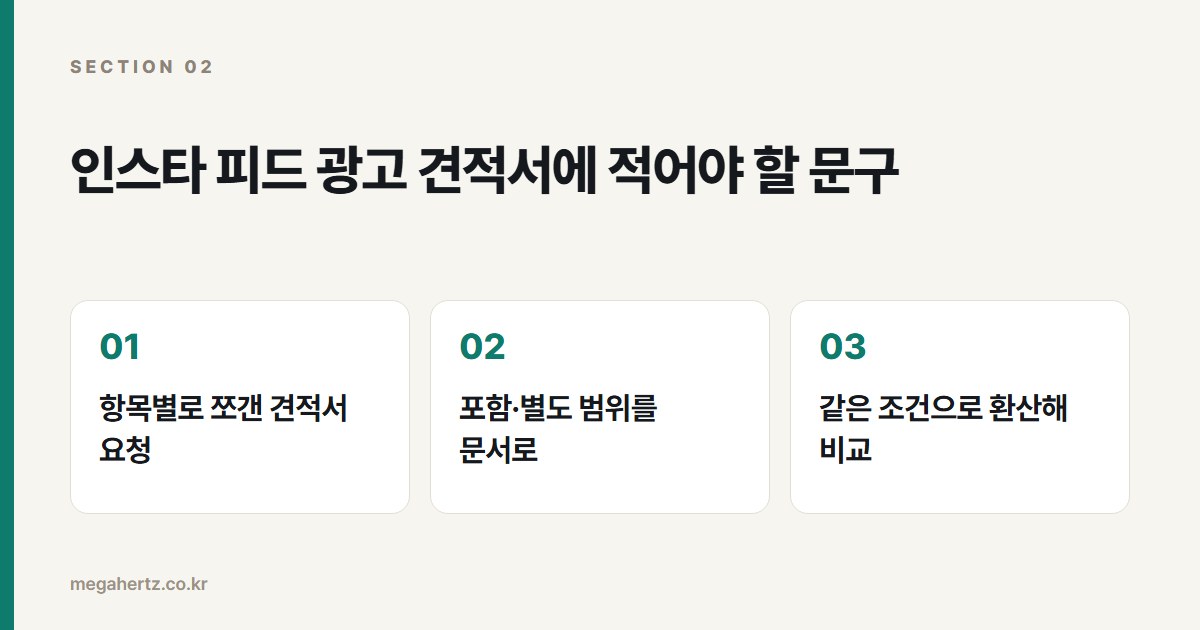 SECTION 02
인스타 피드 광고 견적서에 적어야 할 문구
01
항목별로 쪼갠 견적서
요청
02
포함·별도 범위를
문서로
03
같은 조건으로 환산해
비교
megahertz.co.kr